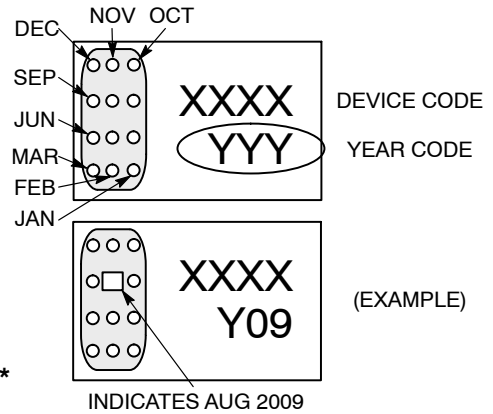 NOV OCT
DEC
SEP
JUN
MAR
FEB
JAN
XXXX
YYY
DEVICE CODE
YEAR CODE
XXXX
Y09
(EXAMPLE)
*
INDICATES AUG 2009